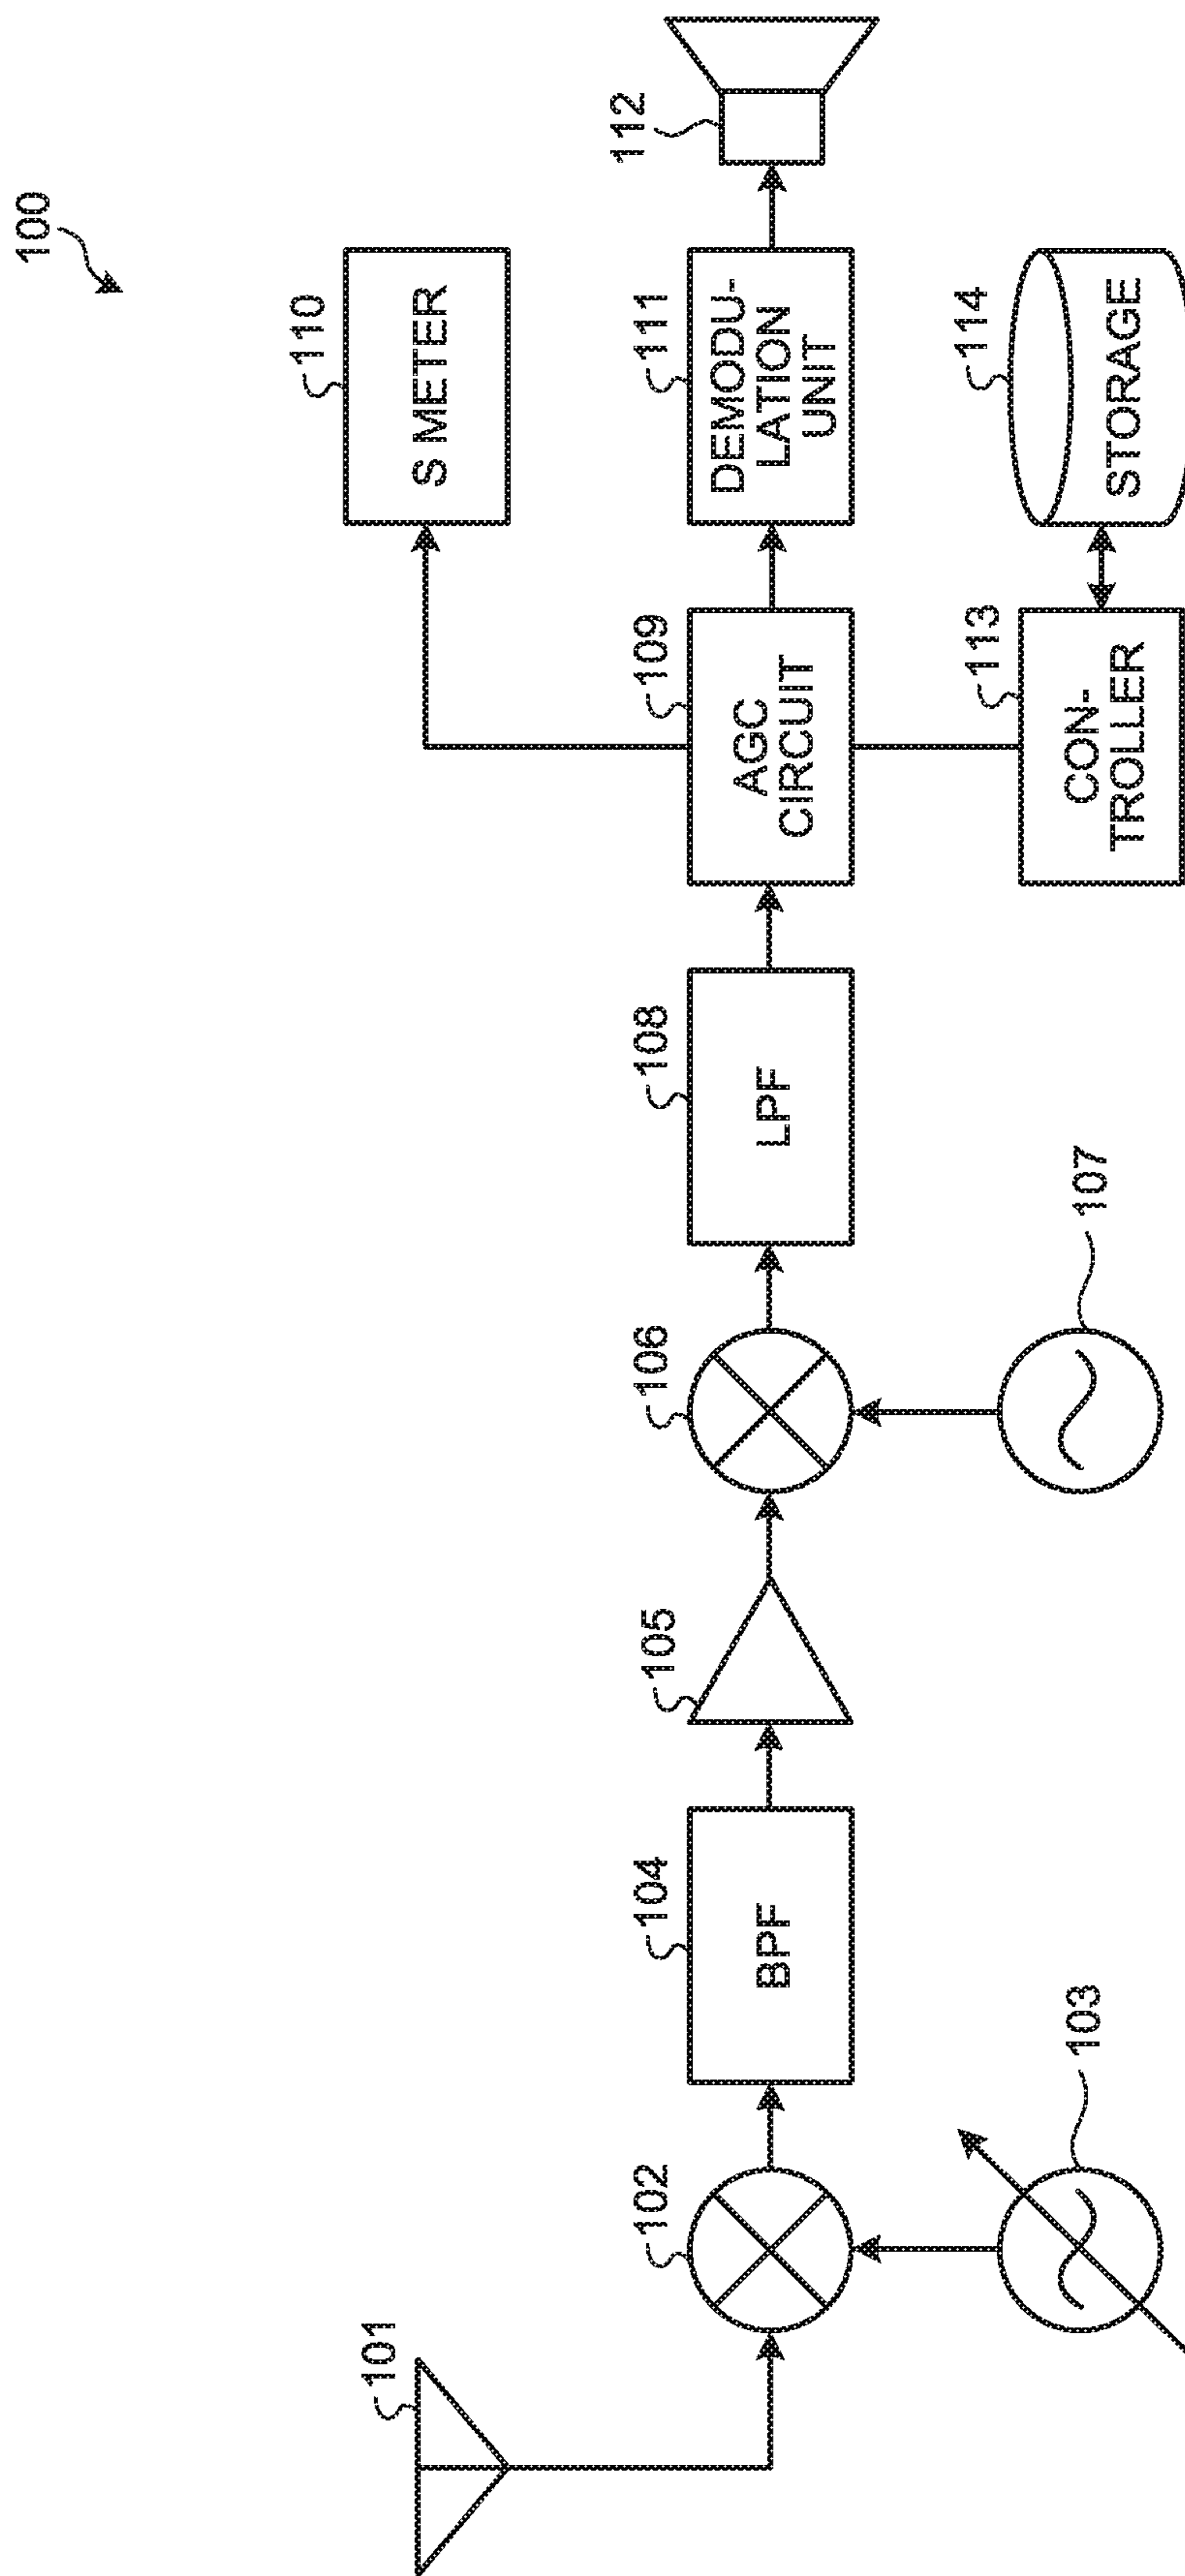 100
110
S METER
112
101
102
104
BPF
105
106
108
LPF
109
AGC
CIRCUIT
111
DEMODU-
LATION
UNIT
103
107
113
CON-
TROLLER
114
STORAGE